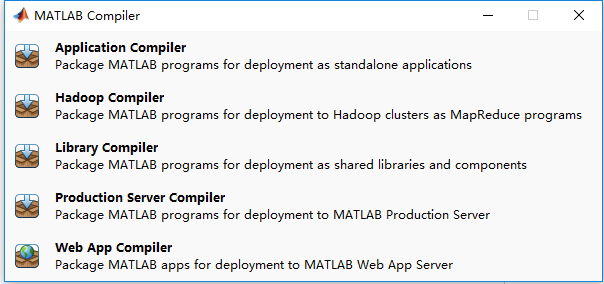 MATLAB Compiler
Application Compiler
Package MATLAB programs for deployment as standalone applications
Hadoop Compiler
Package MATLAB programs for deployment to Hadoop clusters as MapReduce programs
Library Compiler
Package MATLAB programs for deployment as shared libraries and components
Production Server Compiler
Package MATLAB programs for deployment to MATLAB Production Server
Web App Compiler
Package MATLAB apps for deployment to MATLAB Web App Server